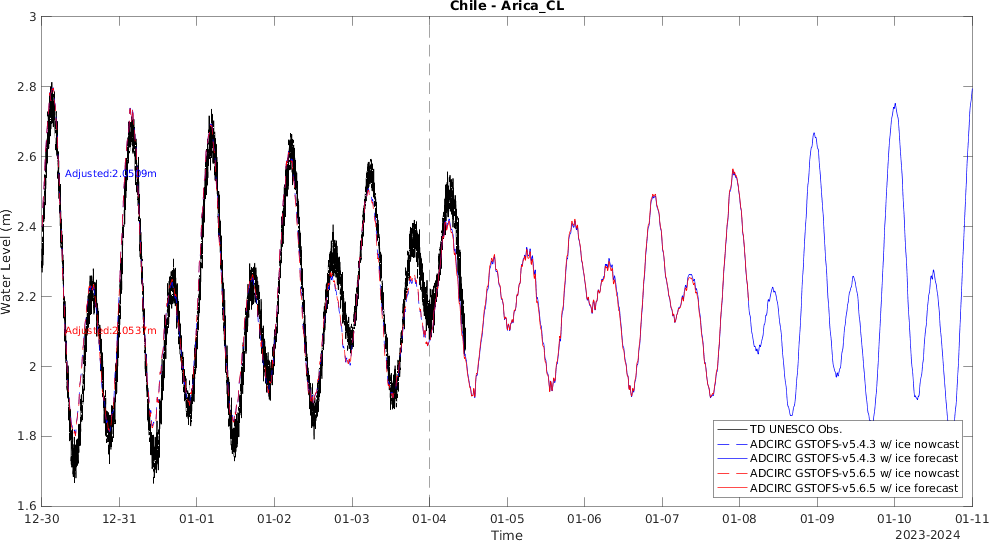 Chile - Arica_CL
3
2.8
2.6
2.4
2.2
2
1.8
1.6
Water Level (m)
Adjusted:2.0509m
Adjusted:2.0537m
TD UNESCO Obs.
ADCIRC GSTOFS-v5.4.3 w/ ice nowcast
ADCIRC GSTOFS-v5.4.3 w/ ice forecast
ADCIRC GSTOFS-v5.6.5 w/ ice nowcast
ADCIRC GSTOFS-v5.6.5 w/ ice forecast
12-30 12-31 01-01 01-02 01-03 01-04 01-05 01-06 01-07 01-08 01-09 01-10 01-11
2023-2024
Time